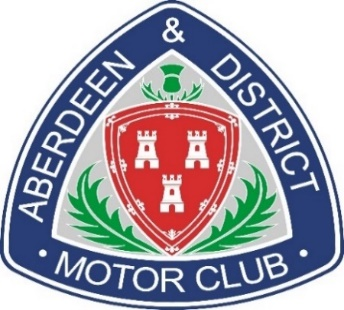 ABERDEEN & DISTRICT
· MOTOR CLUB ·